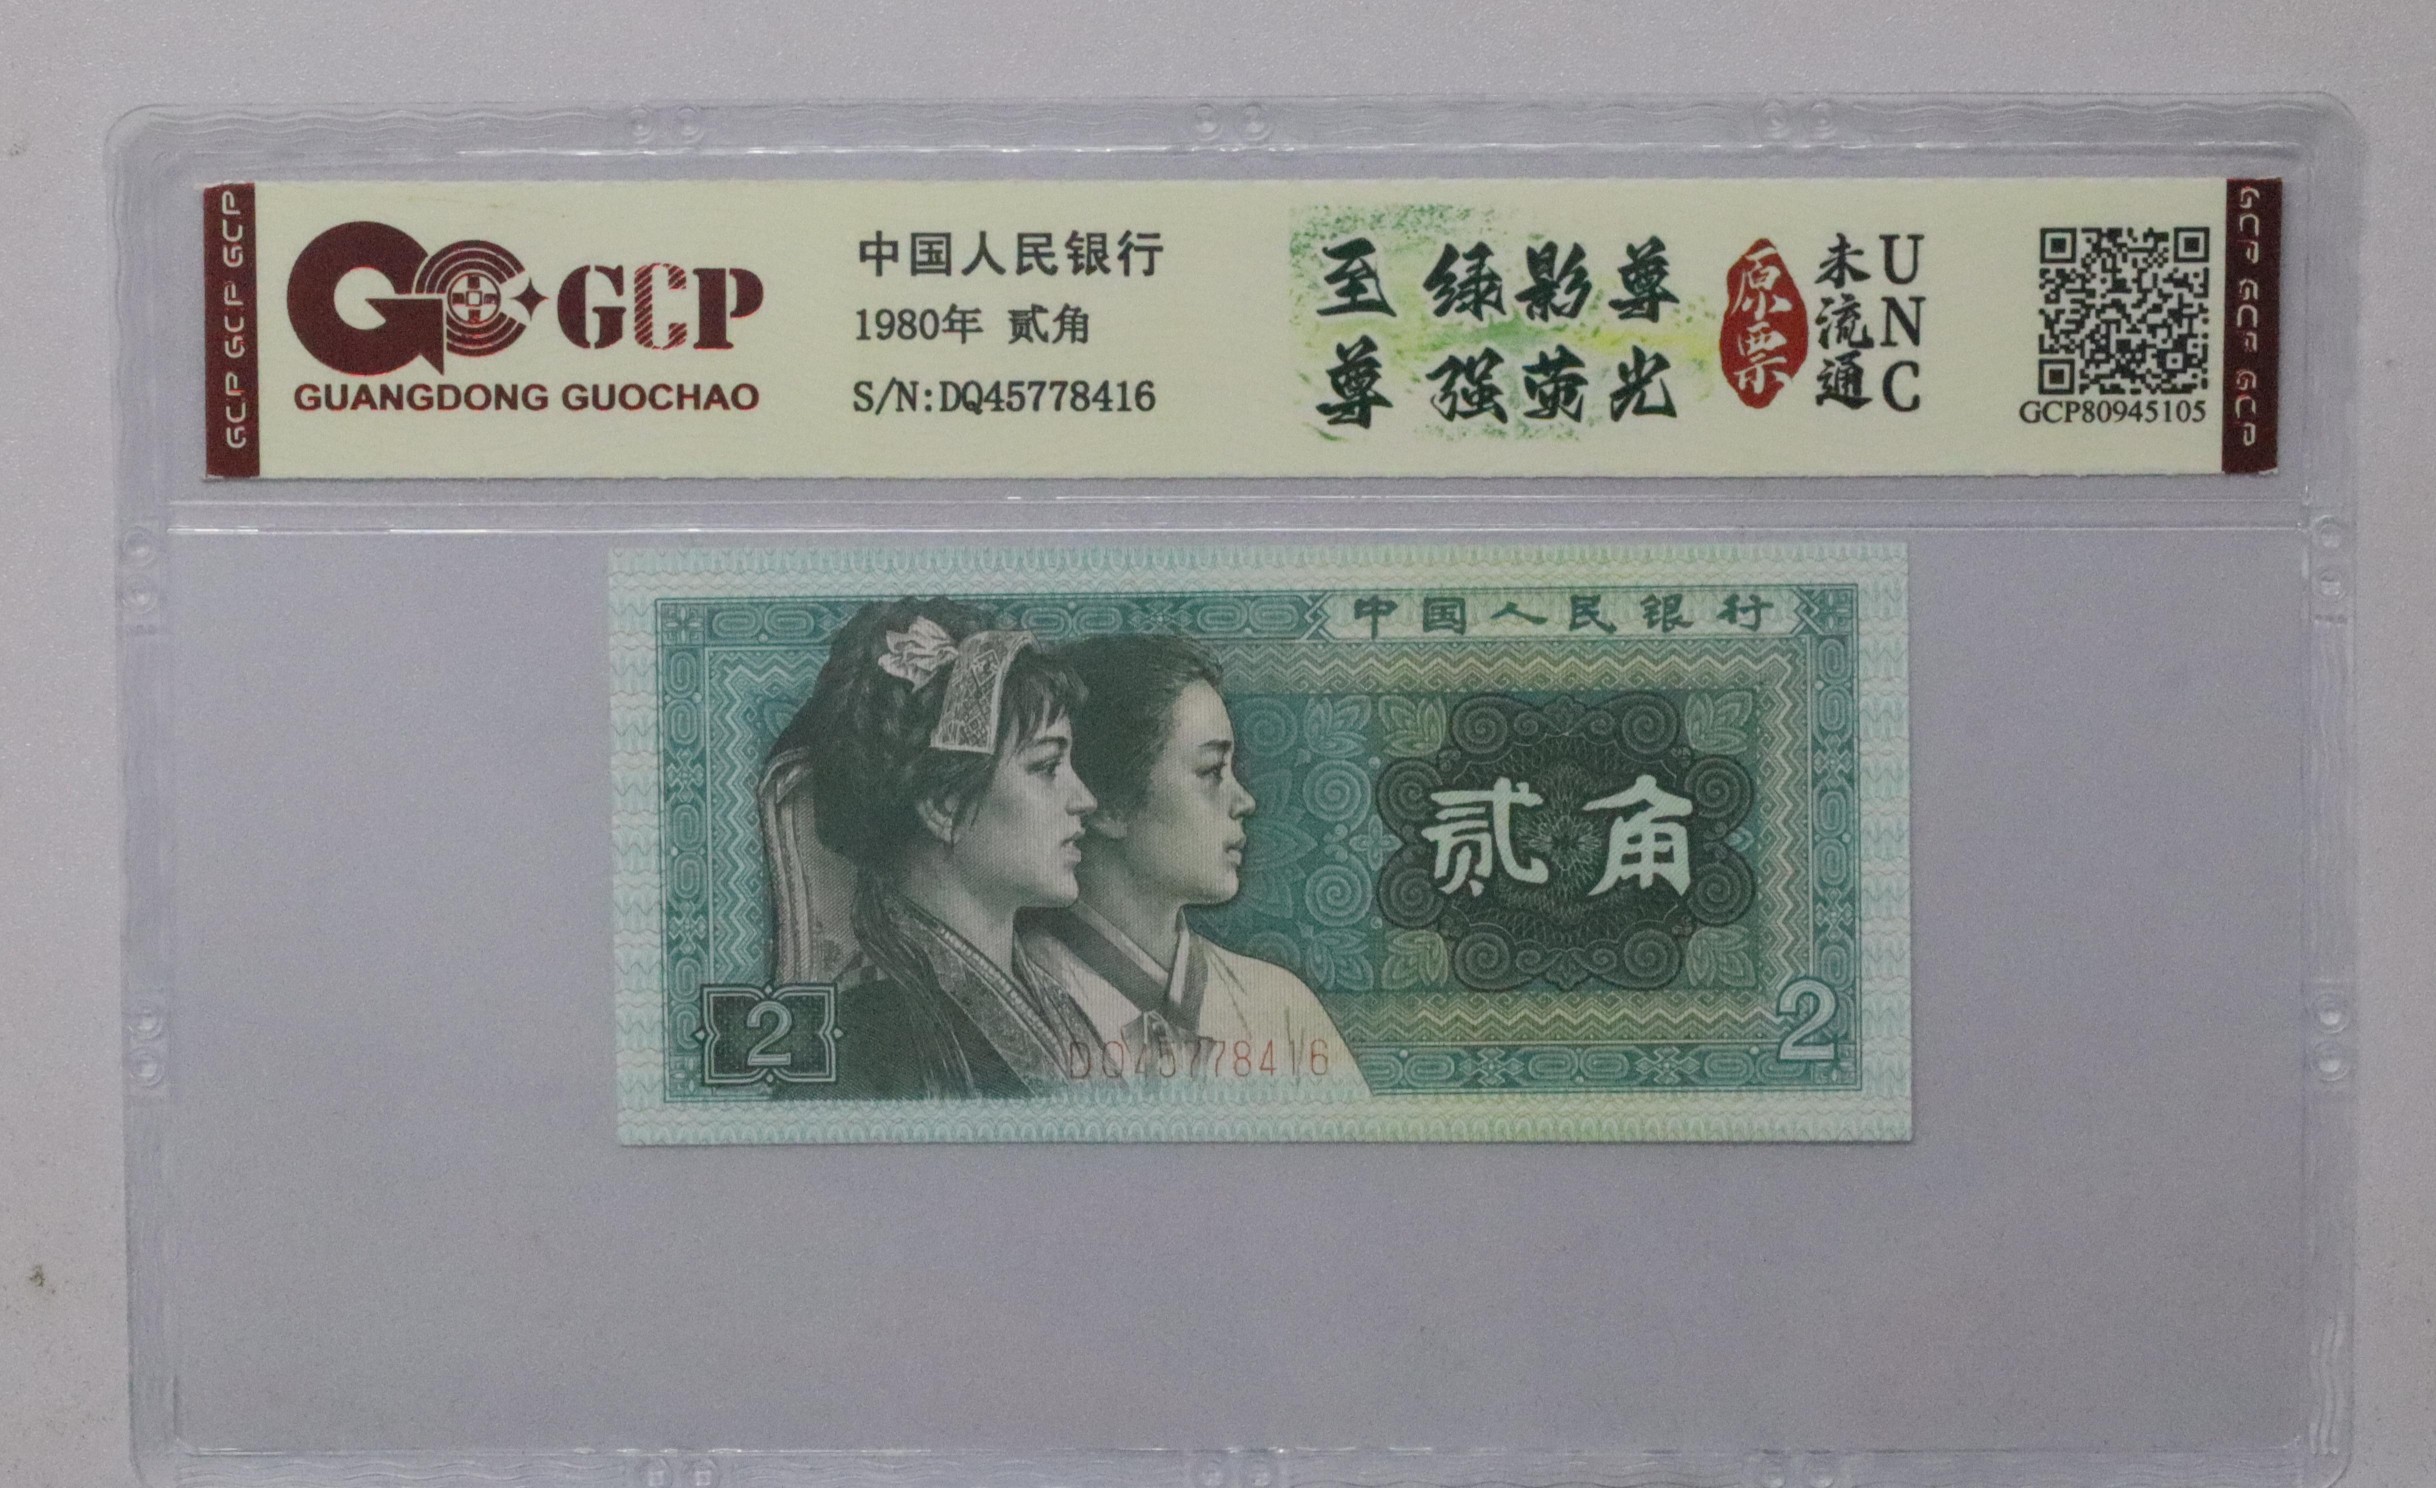 GCP GCP GCP
GCP
GUANGDONG GUOCHAO
中国人民银行
1980年 贰角
S/N:DQ45778416
至 绿影尊
尊 强荧光
原票
未流通
UNC
GCP80945105
GCP GCP GCP
中国人民银行
贰角
2
2
DQ45778416